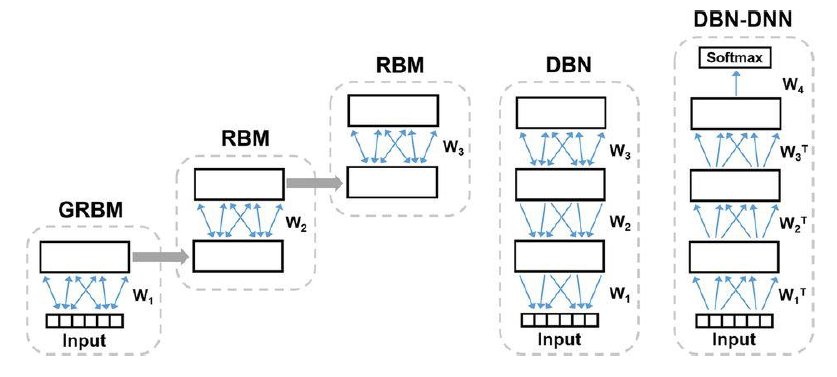 GRBM
W1
Input
RBM
W2
RBM
W3
DBN
W3
W2
W1
Input
DBN-DNN
Softmax
W4
W3T
W2T
W1T
Input